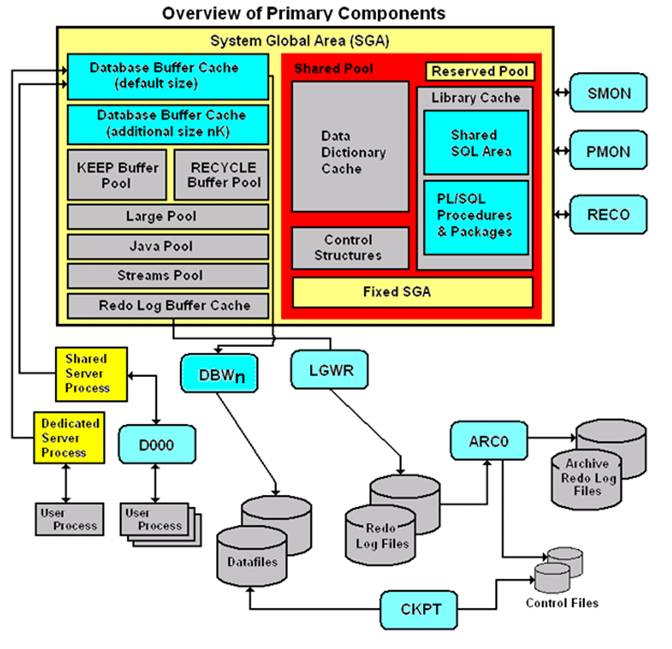 Overview of Primary Components
System Global Area (SGA)
Database Buffer Cache
(default size)
Database Buffer Cache
(additional size nK)
KEEP Buffer
Pool
RECYCLE
Buffer Pool
Large Pool
Java Pool
Streams Pool
Redo Log Buffer Cache
Shared Pool
Reserved Pool
Library Cache
Data
Dictionary
Cache
Shared
SQL Area
PL/SQL
Procedures
& Packages
Control
Structures
Fixed SGA
SMON
PMON
RECO
Shared
Server
Process
Dedicated
Server
Process
D000
User
Process
User
Process
DBWn
LGWR
ARC0
Archive
Redo Log
Files
Redo
Log Files
Datafiles
CKPT
Control Files